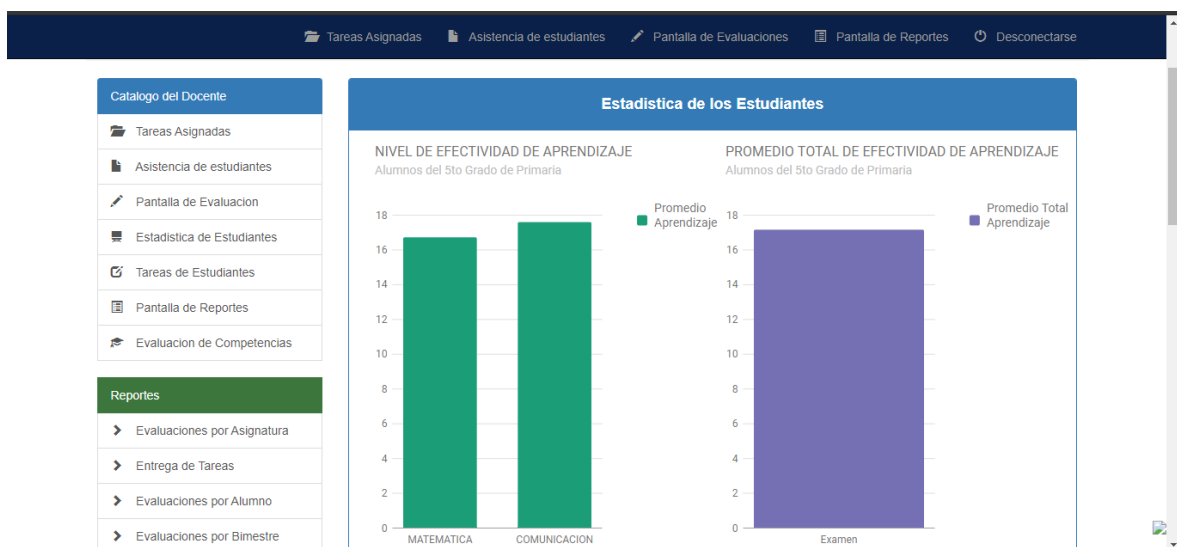 Tareas Asignadas Asistencia de estudiantes Pantalla de Evaluaciones Pantalla de Reportes Desconectarse
Catalogo del Docente
Tareas Asignadas
Asistencia de estudiantes
Pantalla de Evaluacion
Estadistica de Estudiantes
Tareas de Estudiantes
Pantalla de Reportes
Evaluacion de Competencias
Reportes
Evaluaciones por Asignatura
Entrega de Tareas
Evaluaciones por Alumno
Evaluaciones por Bimestre
Estadistica de los Estudiantes
NIVEL DE EFECTIVIDAD DE APRENDIZAJE
Alumnos del 5to Grado de Primaria
Promedio
Aprendizaje
18
16
14
12
10
8
6
4
2
0
MATEMATICA COMUNICACION
PROMEDIO TOTAL DE EFECTIVIDAD DE APRENDIZAJE
Alumnos del 5to Grado de Primaria
Promedio Total
Aprendizaje
18
16
14
12
10
8
6
4
2
0
Examen